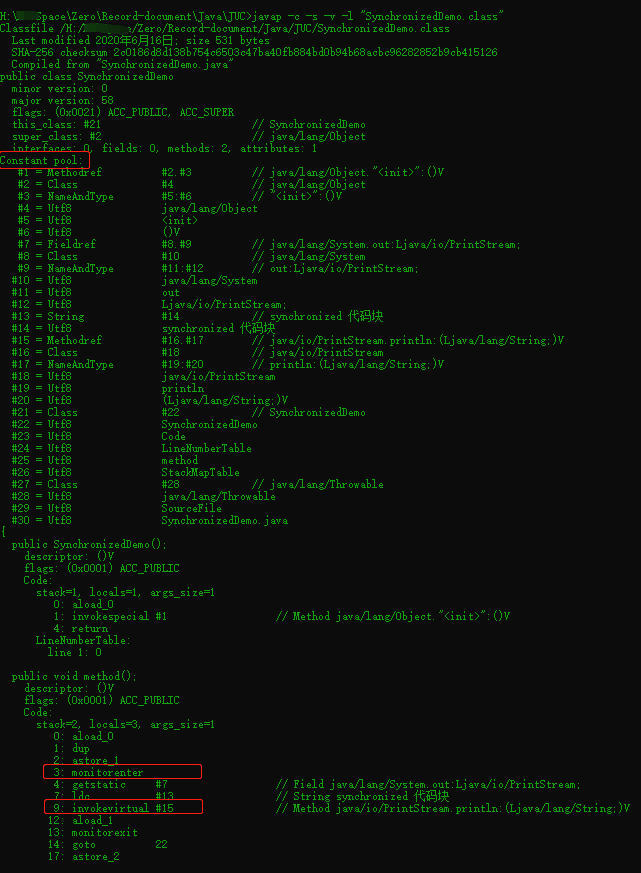 H:\Space\Zero\Record-document\Java\JUC>javap -c -s -v -l "SynchronizedDemo.class"
Classfile /H:/e/Zero/Record-document/Java/JUC/SynchronizedDemo.class
  Last modified 2020年6月16日; size 531 bytes
  SHA-256 checksum 2c0186d8d138b754c6503c47ba40fb884bd0b94b68acbc96282852b9cb415126
  Compiled from "SynchronizedDemo.java"
public class SynchronizedDemo
  minor version: 0
  major version: 58
  flags: (0x0021) ACC_PUBLIC, ACC_SUPER
  this_class: #21                         // SynchronizedDemo
  super_class: #2                         // java/lang/Object
  interfaces: 0, fields: 0, methods: 2, attributes: 1
Constant pool:
   #1 = Methodref          #2.#3          // java/lang/Object."<init>":()V
   #2 = Class              #4             // java/lang/Object
   #3 = NameAndType        #5:#6          // "<init>":()V
   #4 = Utf8               java/lang/Object
   #5 = Utf8               <init>
   #6 = Utf8               ()V
   #7 = Fieldref           #8.#9          // java/lang/System.out:Ljava/io/PrintStream;
   #8 = Class              #10            // java/lang/System
   #9 = NameAndType        #11:#12        // out:Ljava/io/PrintStream;
  #10 = Utf8               java/lang/System
  #11 = Utf8               out
  #12 = Utf8               Ljava/io/PrintStream;
  #13 = String             #14            // synchronized 代码块
  #14 = Utf8               synchronized 代码块
  #15 = Methodref          #16.#17        // java/io/PrintStream.println:(Ljava/lang/String;)V
  #16 = Class              #18            // java/io/PrintStream
  #17 = NameAndType        #19:#20        // println:(Ljava/lang/String;)V
  #18 = Utf8               java/io/PrintStream
  #19 = Utf8               println
  #20 = Utf8               (Ljava/lang/String;)V
  #21 = Class              #22            // SynchronizedDemo
  #22 = Utf8               SynchronizedDemo
  #23 = Utf8               Code
  #24 = Utf8               LineNumberTable
  #25 = Utf8               method
  #26 = Utf8               StackMapTable
  #27 = Class              #28            // java/lang/Throwable
  #28 = Utf8               java/lang/Throwable
  #29 = Utf8               SourceFile
  #30 = Utf8               SynchronizedDemo.java
{
  public SynchronizedDemo();
    descriptor: ()V
    flags: (0x0001) ACC_PUBLIC
    Code:
      stack=1, locals=1, args_size=1
         0: aload_0
         1: invokespecial #1                  // Method java/lang/Object."<init>":()V
         4: return
      LineNumberTable:
        line 1: 0
  public void method();
    descriptor: ()V
    flags: (0x0001) ACC_PUBLIC
    Code:
      stack=2, locals=3, args_size=1
         0: aload_0
         1: dup
         2: astore_1
         3: monitorenter
         4: getstatic     #7                  // Field java/lang/System.out:Ljava/io/PrintStream;
         7: ldc           #13                 // String synchronized 代码块
         9: invokevirtual #15                 // Method java/io/PrintStream.println:(Ljava/lang/String;)V
        12: aload_1
        13: monitorexit
        14: goto          22
        17: astore_2